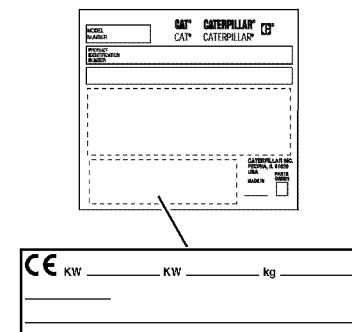 MODEL
NUMBER
CAT® CATERPILLAR®
CAT® CATERPILLAR®
PRODUCT
IDENTIFICATION
NUMBER
CATERPILLAR INC.
PEORIA, IL 61629
USA
PARTS
ORDER
MADE IN
CE KW KW kg